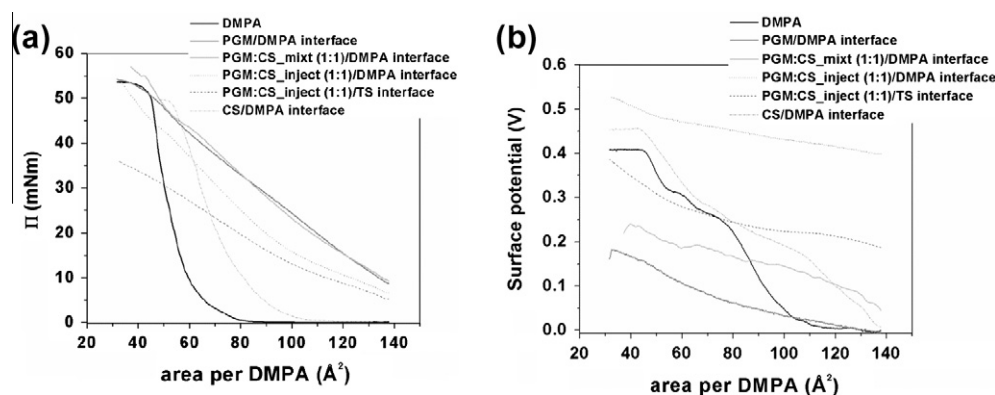 (a)
DMPA
PGM/DMPA interface
PGM:CS_mixt (1:1)/DMPA interface
PGM:CS_inject (1:1)/DMPA interface
PGM:CS_inject (1:1)/TS interface
CS/DMPA interface
60
50
40
30
20
10
0
Π (mNm)
20 40 60 80 100 120 140
area per DMPA (Å²)
(b)
DMPA
PGM/DMPA interface
PGM:CS_mixt (1:1)/DMPA interface
PGM:CS_inject (1:1)/DMPA interface
PGM:CS_inject (1:1)/TS interface
CS/DMPA interface
0.6
0.5
0.4
0.3
0.2
0.1
0.0
Surface potential (V)
20 40 60 80 100 120 140
area per DMPA (Å²)